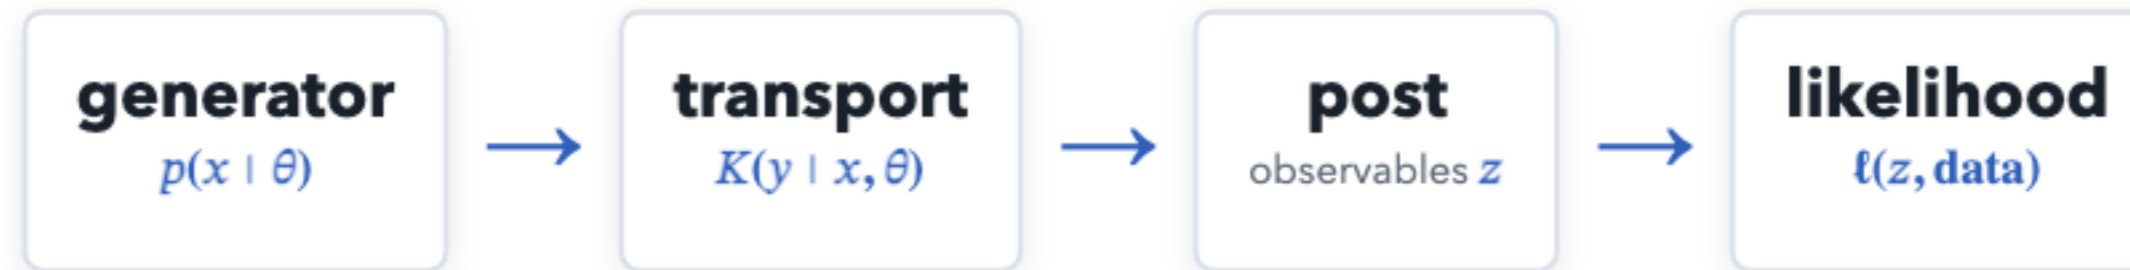 generator
p(x | θ)
transport
K(y | x, θ)
post
observables z
likelihood
ℓ(z, data)